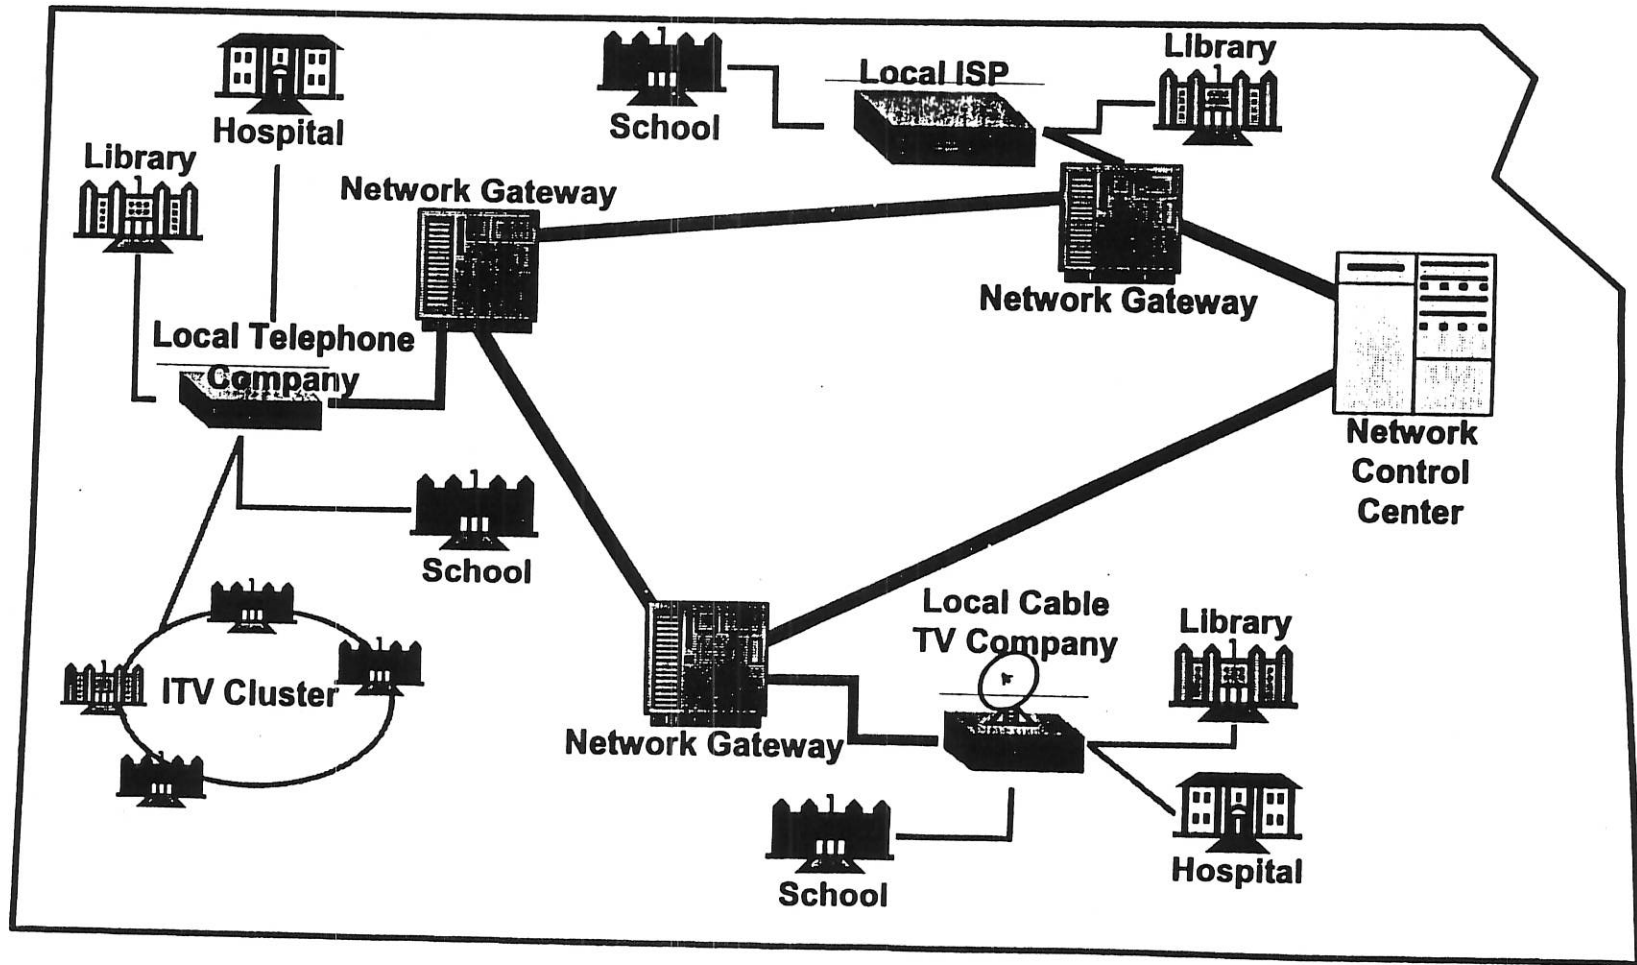 Hospital
School
Local ISP
Library
Library
Network Gateway
Network Gateway
Local Telephone
Company
Network
Control
Center
School
ITV Cluster
Local Cable
TV Company
Library
Network Gateway
School
Hospital